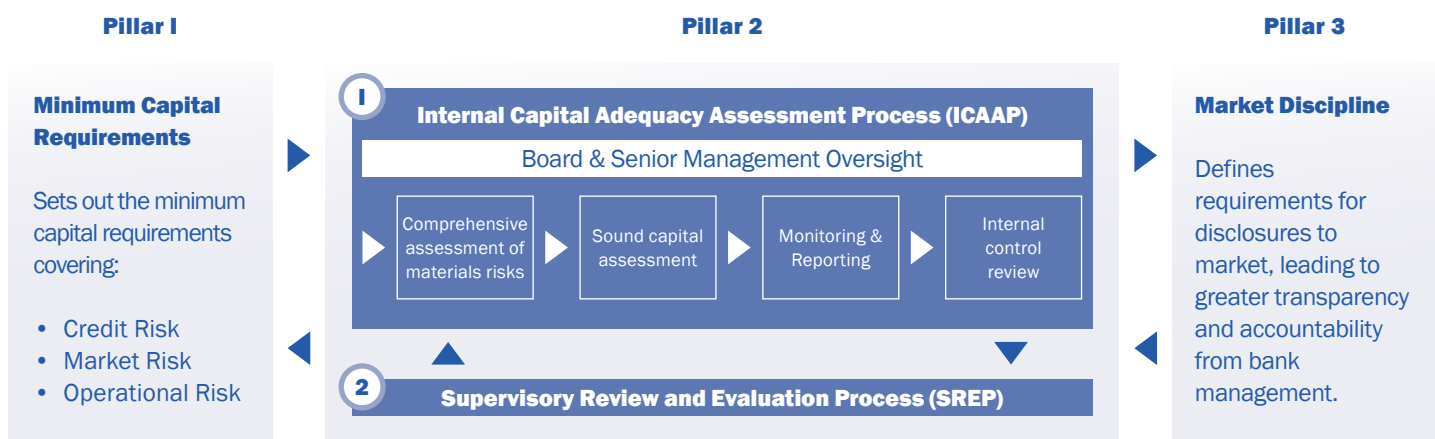 Pillar I
Pillar 2
Pillar 3
Minimum Capital
Requirements
Sets out the minimum
capital requirements
covering:
• Credit Risk
• Market Risk
• Operational Risk
I
Internal Capital Adequacy Assessment Process (ICAAP)
Board & Senior Management Oversight
Comprehensive
assessment of
materials risks
Sound capital
assessment
Monitoring &
Reporting
Internal
control
review
2
Supervisory Review and Evaluation Process (SREP)
Market Discipline
Defines
requirements for
disclosures to
market, leading to
greater transparency
and accountability
from bank
management.